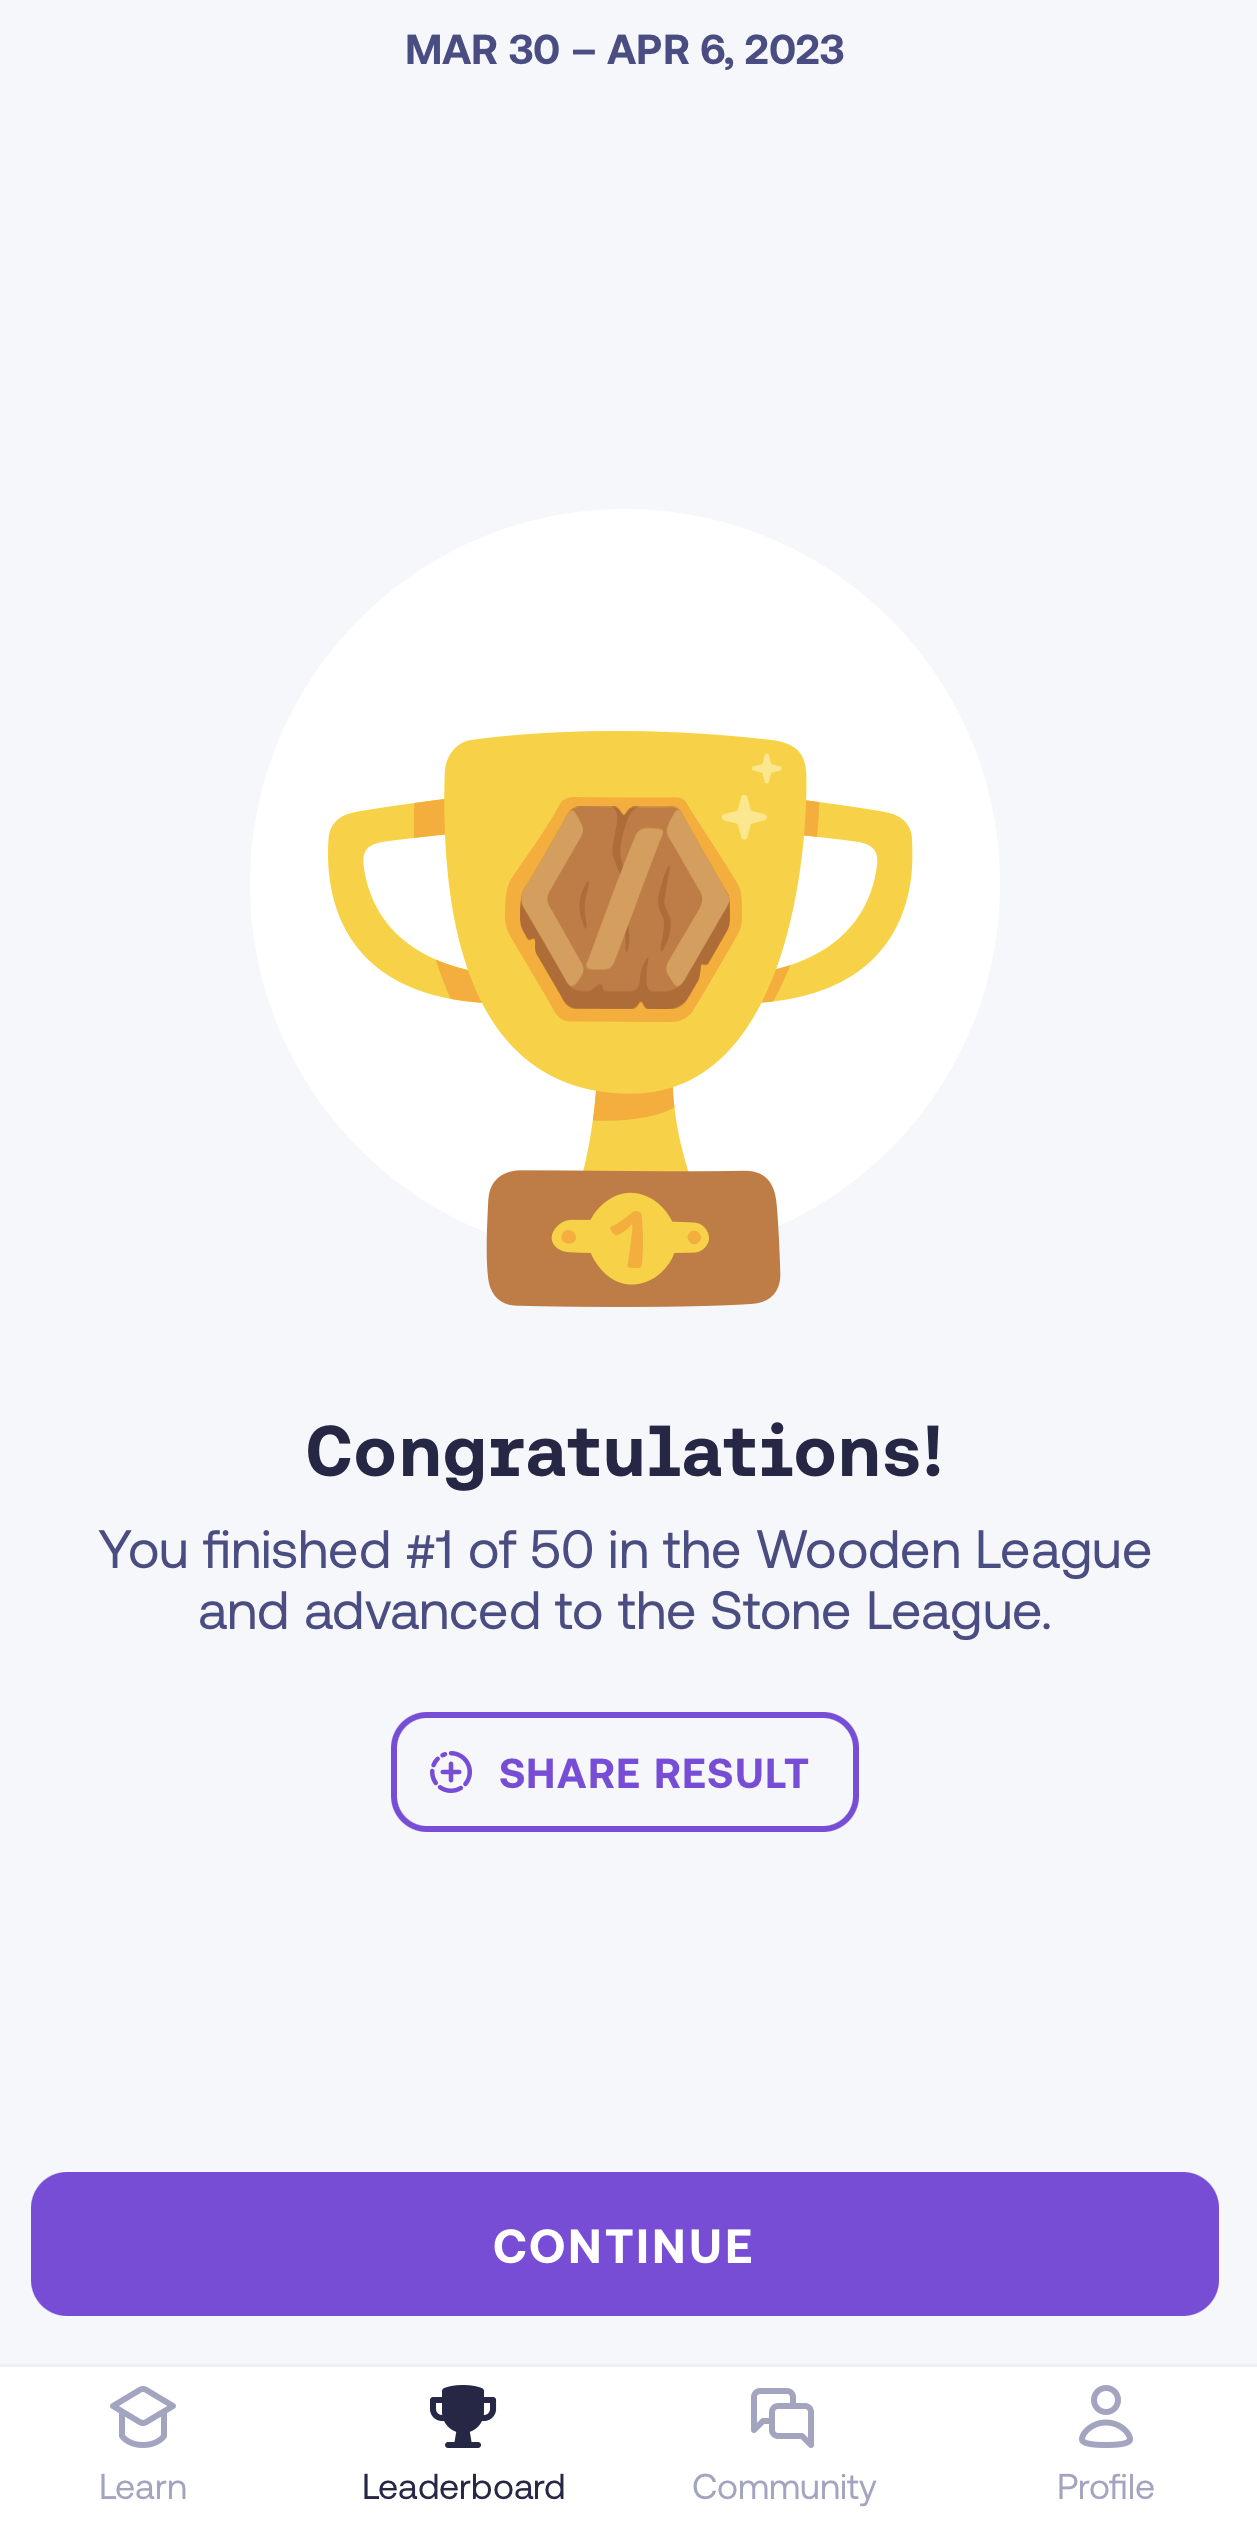 MAR 30 – APR 6, 2023
1
Congratulations!
You finished #1 of 50 in the Wooden League
and advanced to the Stone League.
SHARE RESULT
CONTINUE
Learn Leaderboard Community Profile